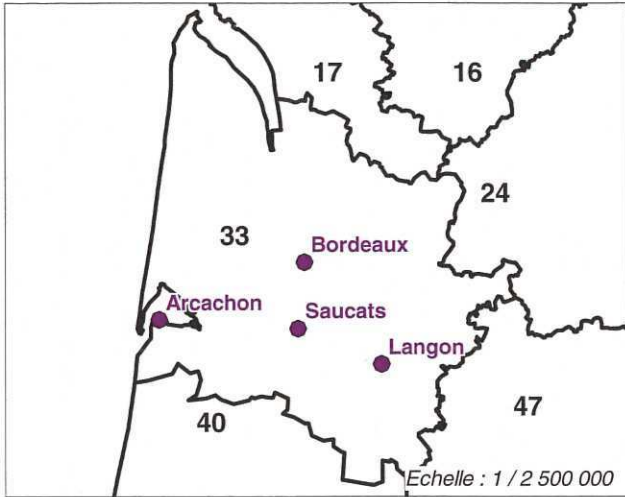 17
16
24
33
Bordeaux
Arcachon
Saucats
Langon
40
47
Echelle : 1 / 2 500 000